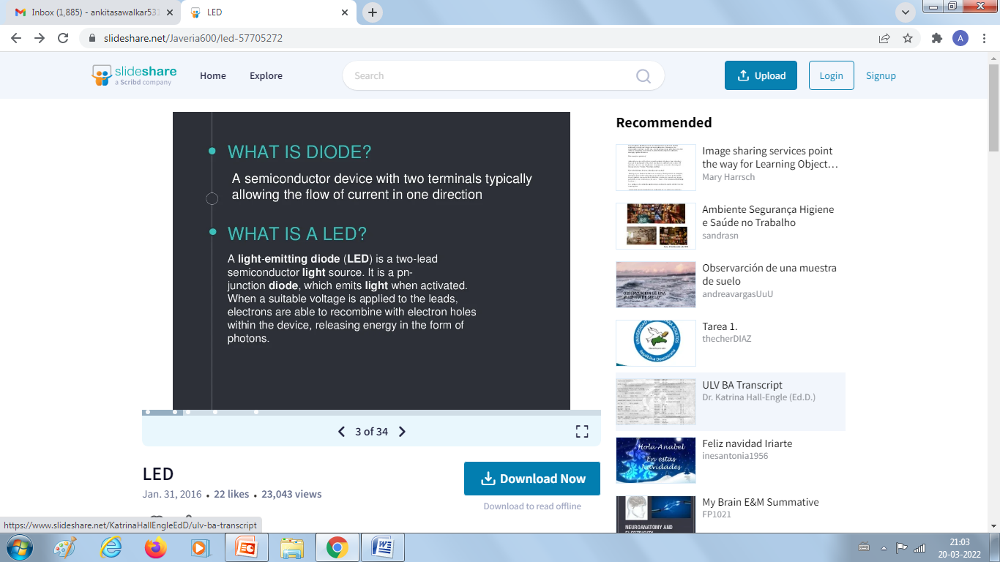 Inbox (1,885) - ankitasawalkar531
LED
slideshare.net/Javeria600/led-57705272
A
slideshare
a Scribd company
Home
Explore
Search
Upload
Login
Signup
WHAT IS DIODE?
A semiconductor device with two terminals typically
allowing the flow of current in one direction
WHAT IS A LED?
A light-emitting diode (LED) is a two-lead
semiconductor light source. It is a pn-
junction diode, which emits light when activated.
When a suitable voltage is applied to the leads,
electrons are able to recombine with electron holes
within the device, releasing energy in the form of
photons.
3 of 34
LED
Jan. 31, 2016 • 22 likes • 23,043 views
Download Now
Download to read offline
Recommended
Image sharing services point
the way for Learning Object…
Mary Harrsch
Ambiente Segurança Higiene
e Saúde no Trabalho
sandrasn
Observarción de una muestra
de suelo
andreavargasUuU
OBSERVACIÓN DE UNA
MUESTRA DE SUELO
Tarea 1.
thecherDIAZ
ULV BA Transcript
Dr. Katrina Hall-Engle (Ed.D.)
Hola Anabel
En estas
Navidades
Feliz navidad Iriarte
inesantonia1956
My Brain E&M Summative
FP1021
NEUROANATOMY AND
https://www.slideshare.net/KatrinaHallEngleEdD/ulv-ba-transcript
21:03
20-03-2022